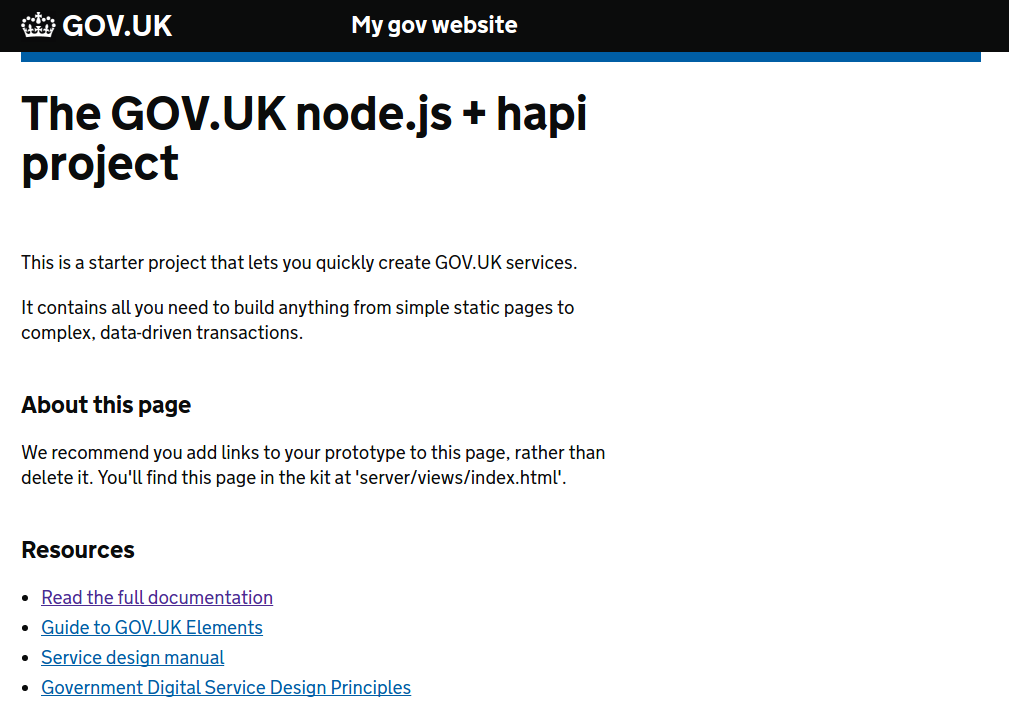 GOV.UK My gov website
The GOV.UK node.js + hapi
project
This is a starter project that lets you quickly create GOV.UK services.
It contains all you need to build anything from simple static pages to
complex, data-driven transactions.
About this page
We recommend you add links to your prototype to this page, rather than
delete it. You'll find this page in the kit at 'server/views/index.html'.
Resources
Read the full documentation
Guide to GOV.UK Elements
Service design manual
Government Digital Service Design Principles